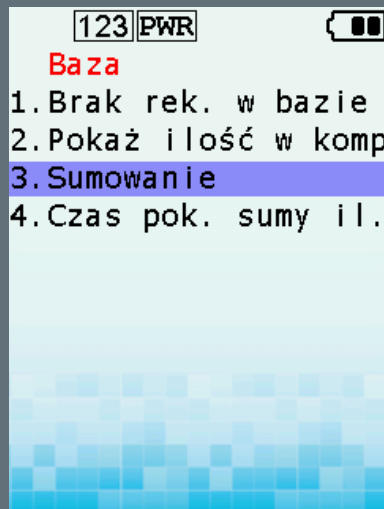 123 PWR
Baza
1.Brak rek. w bazie
2.Pokaż ilość w komp
3.Sumowanie
4.Czas pok. sumy il.